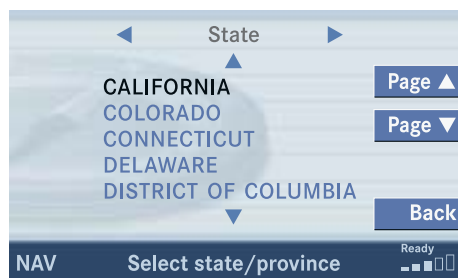 ◀ State ▶
▲
CALIFORNIA
Page ▲
COLORADO
Page ▼
CONNECTICUT
DELAWARE
DISTRICT OF COLUMBIA
▼
Back
NAV Select state/province Ready